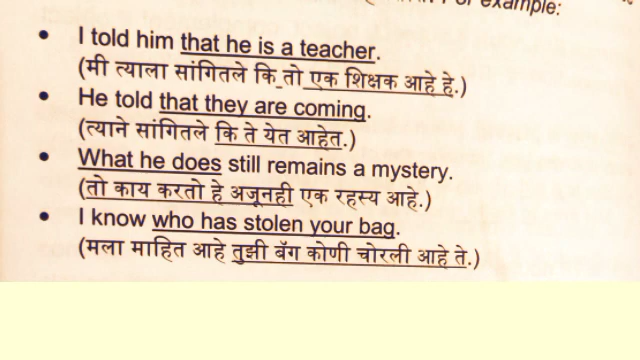 For example:
• I told him that he is a teacher.
(मी त्याला सांगितले कि तो एक शिक्षक आहे हे.)
• He told that they are coming.
(त्याने सांगितले कि ते येत आहेत.)
• What he does still remains a mystery.
(तो काय करतो हे अजूनही एक रहस्य आहे.)
• I know who has stolen your bag.
(मला माहित आहे तुझी बॅग कोणी चोरली आहे ते.)